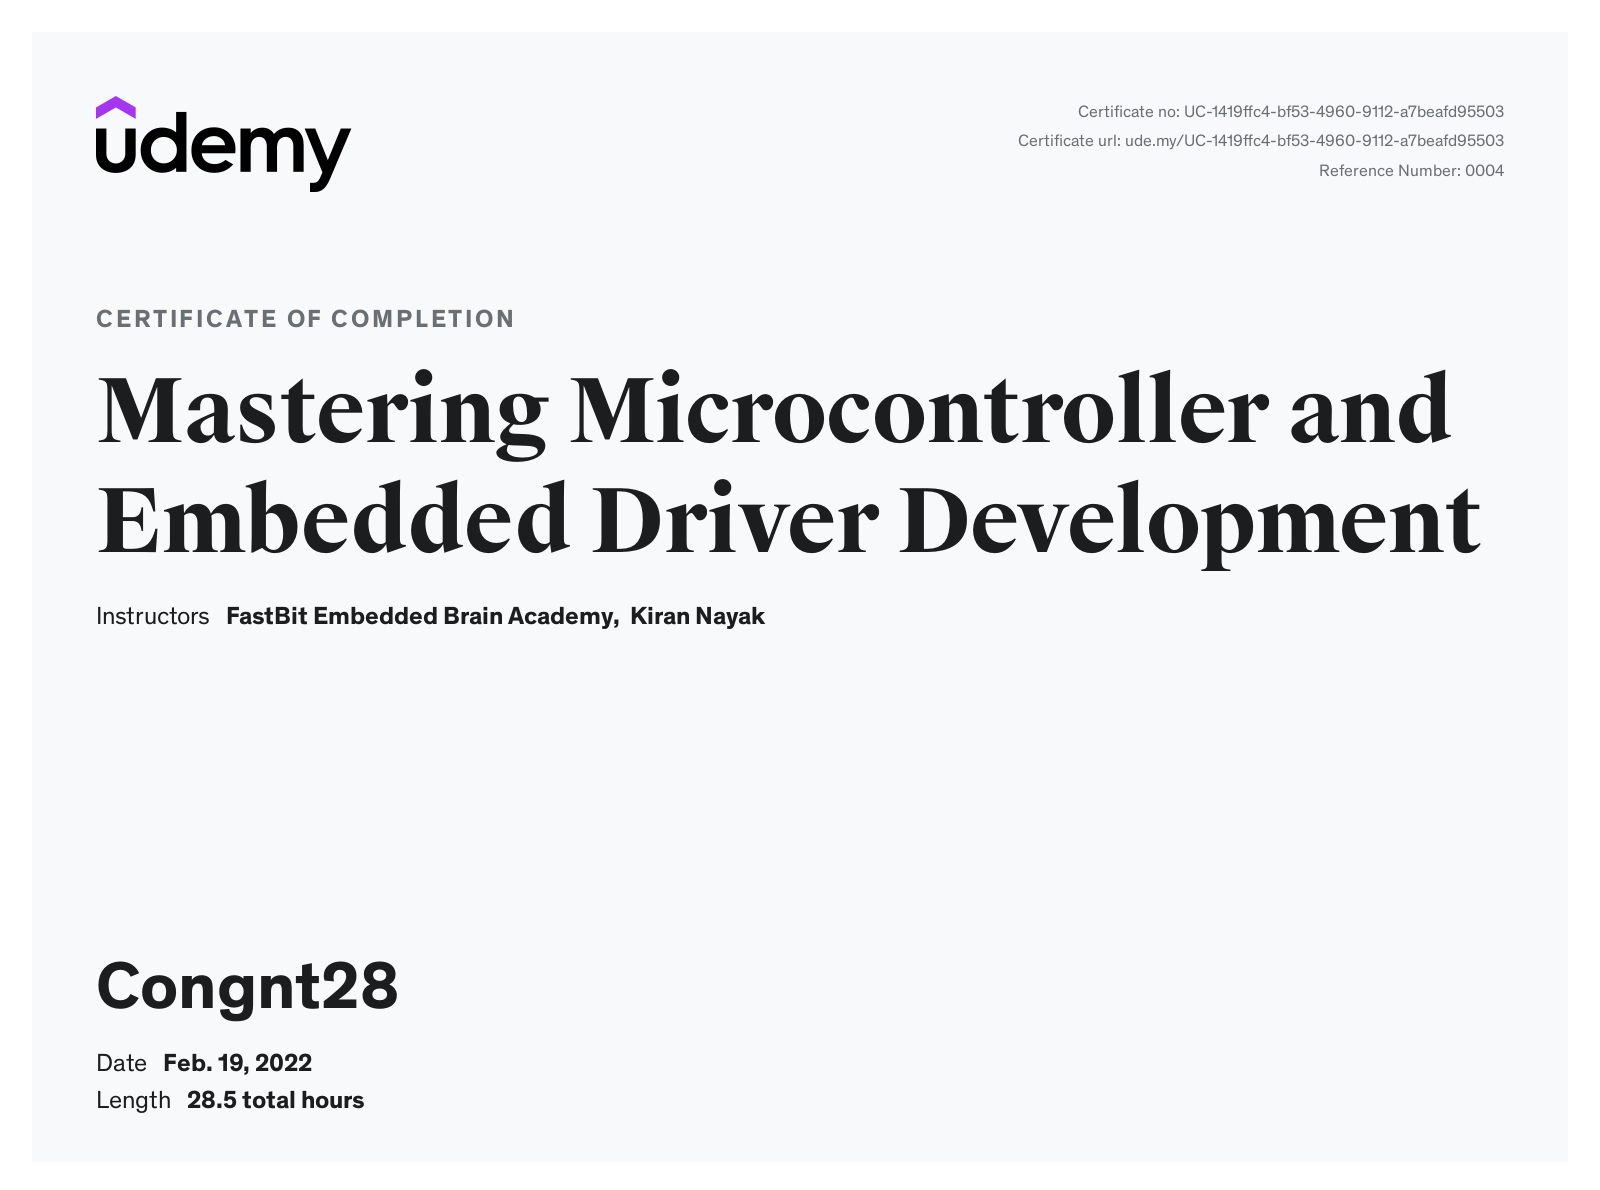 udemy
Certificate no: UC-1419ffc4-bf53-4960-9112-a7beafd95503
Certificate url: ude.my/UC-1419ffc4-bf53-4960-9112-a7beafd95503
Reference Number: 0004
CERTIFICATE OF COMPLETION
Mastering Microcontroller and
Embedded Driver Development
Instructors FastBit Embedded Brain Academy, Kiran Nayak
Congnt28
Date Feb. 19, 2022
Length 28.5 total hours